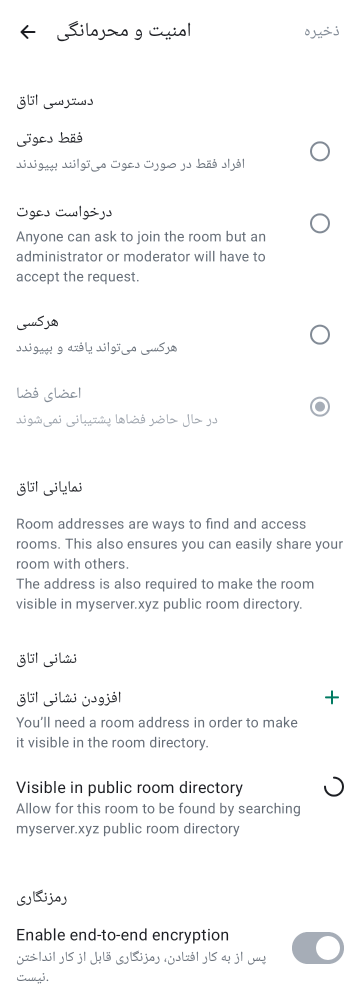 امنیت و محرمانگی
ذخیره
دسترسی اتاق
فقط دعوتی
افراد فقط در صورت دعوت می‌توانند بپیوندند
درخواست دعوت
Anyone can ask to join the room but an
administrator or moderator will have to
accept the request.
هرکسی
هرکسی می‌تواند یافته و بپیوندد
اعضای فضا
در حال حاضر فضاها پشتیبانی نمی‌شوند
نمایانی اتاق
Room addresses are ways to find and access
rooms. This also ensures you can easily share your
room with others.
The address is also required to make the room
visible in myserver.xyz public room directory.
نشانی اتاق
افزودن نشانی اتاق
You’ll need a room address in order to make
it visible in the room directory.
Visible in public room directory
Allow for this room to be found by searching
myserver.xyz public room directory
رمزنگاری
Enable end-to-end encryption
پس از به کار افتادن، رمزنگاری قابل از کار انداختن
نیست.